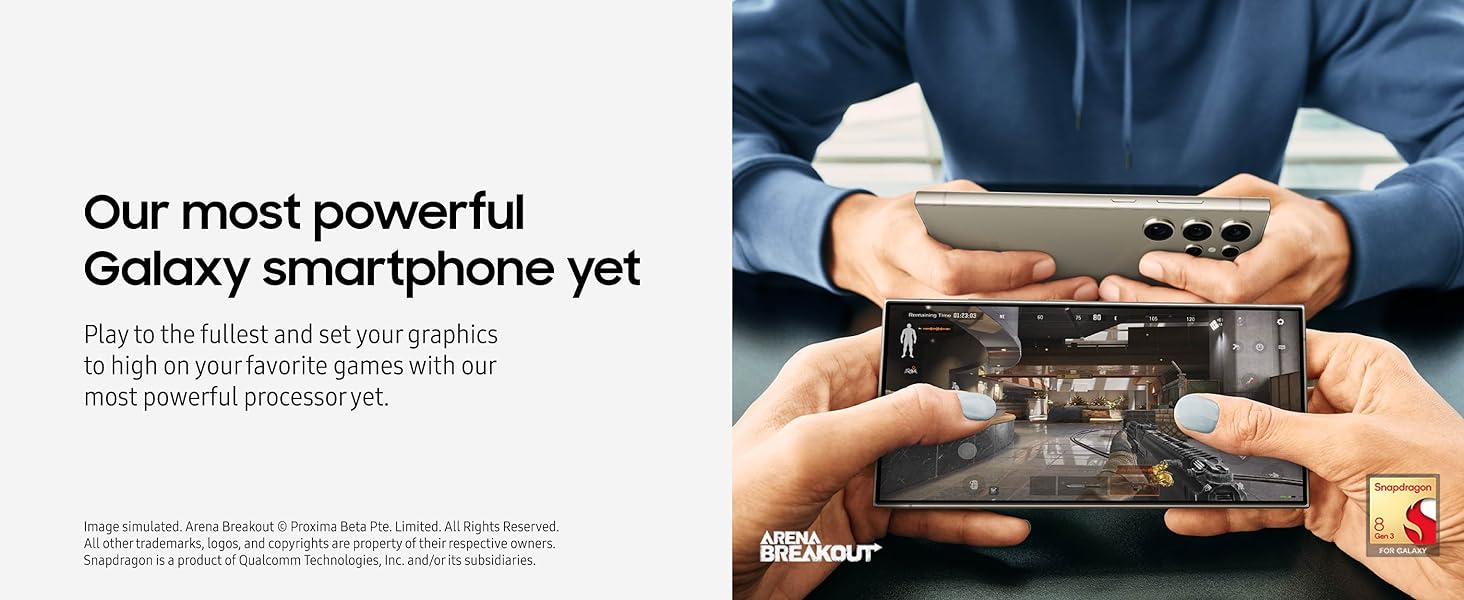 Our most powerful
Galaxy smartphone yet
Play to the fullest and set your graphics
to high on your favorite games with our
most powerful processor yet.
Image simulated. Arena Breakout © Proxima Beta Pte. Limited. All Rights Reserved.
All other trademarks, logos, and copyrights are property of their respective owners.
Snapdragon is a product of Qualcomm Technologies, Inc. and/or its subsidiaries.
Remaining Time 01:23:03
NE 60 75 80 E 105 120
ARENA
BREAKOUT
Snapdragon
8
Gen 3
FOR GALAXY